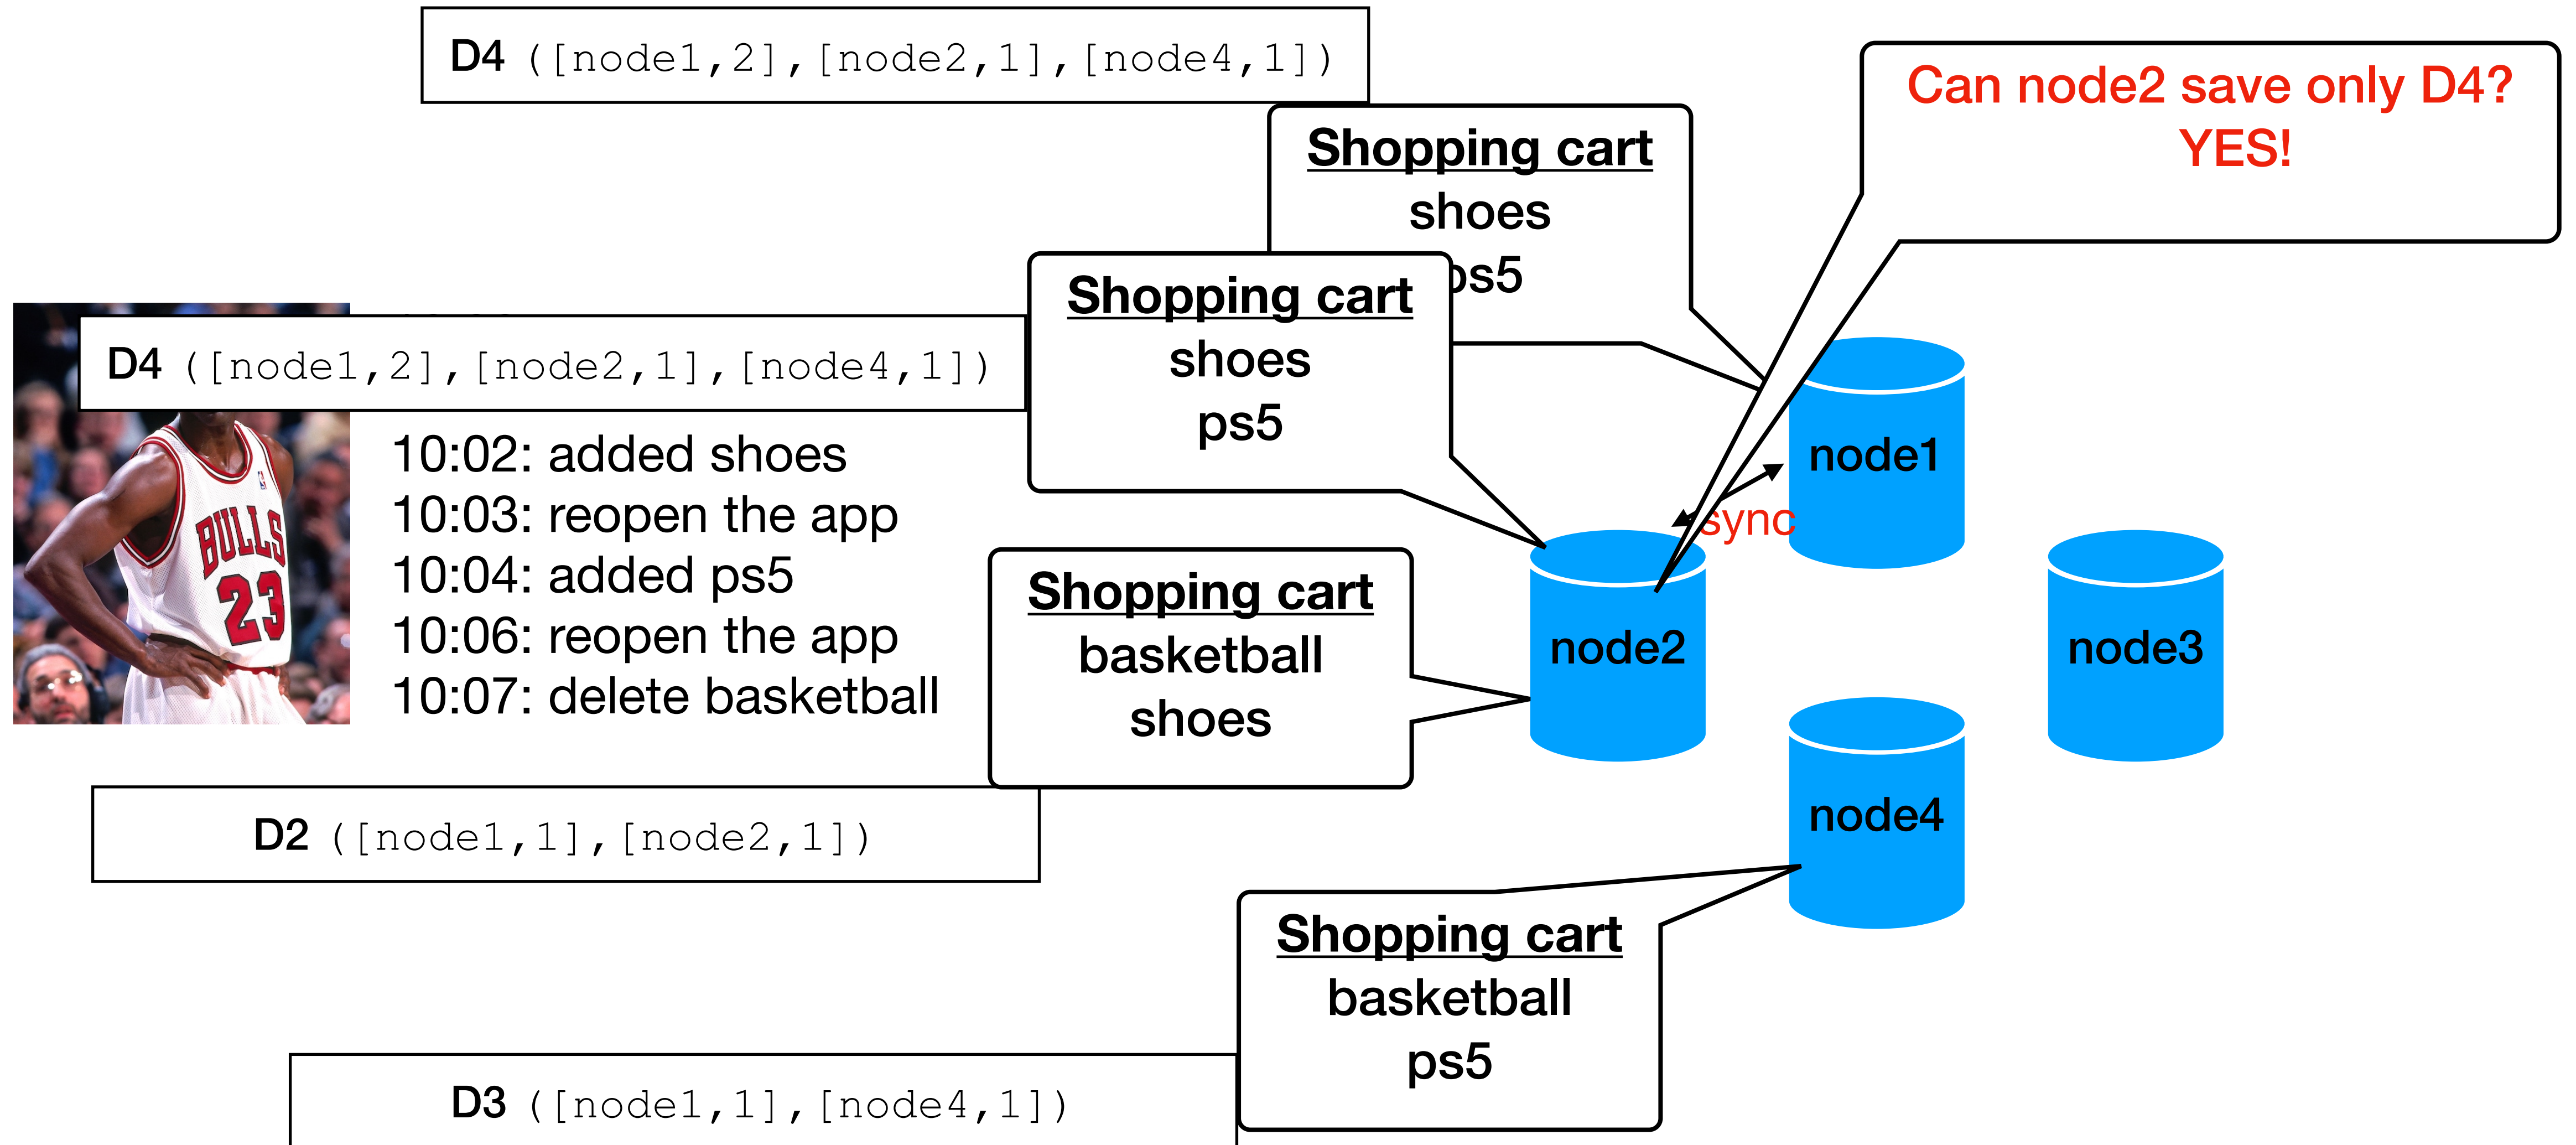 D4 ([node1,2],[node2,1],[node4,1])
Can node2 save only D4?
YES!
Shopping cart
shoes
ps5
Shopping cart
shoes
ps5
D4 ([node1,2],[node2,1],[node4,1])
10:02: added shoes
10:03: reopen the app
10:04: added ps5
10:06: reopen the app
10:07: delete basketball
BULLS
23
node1
sync
node2
node3
node4
Shopping cart
basketball
shoes
D2 ([node1,1],[node2,1])
Shopping cart
basketball
ps5
D3 ([node1,1],[node4,1])